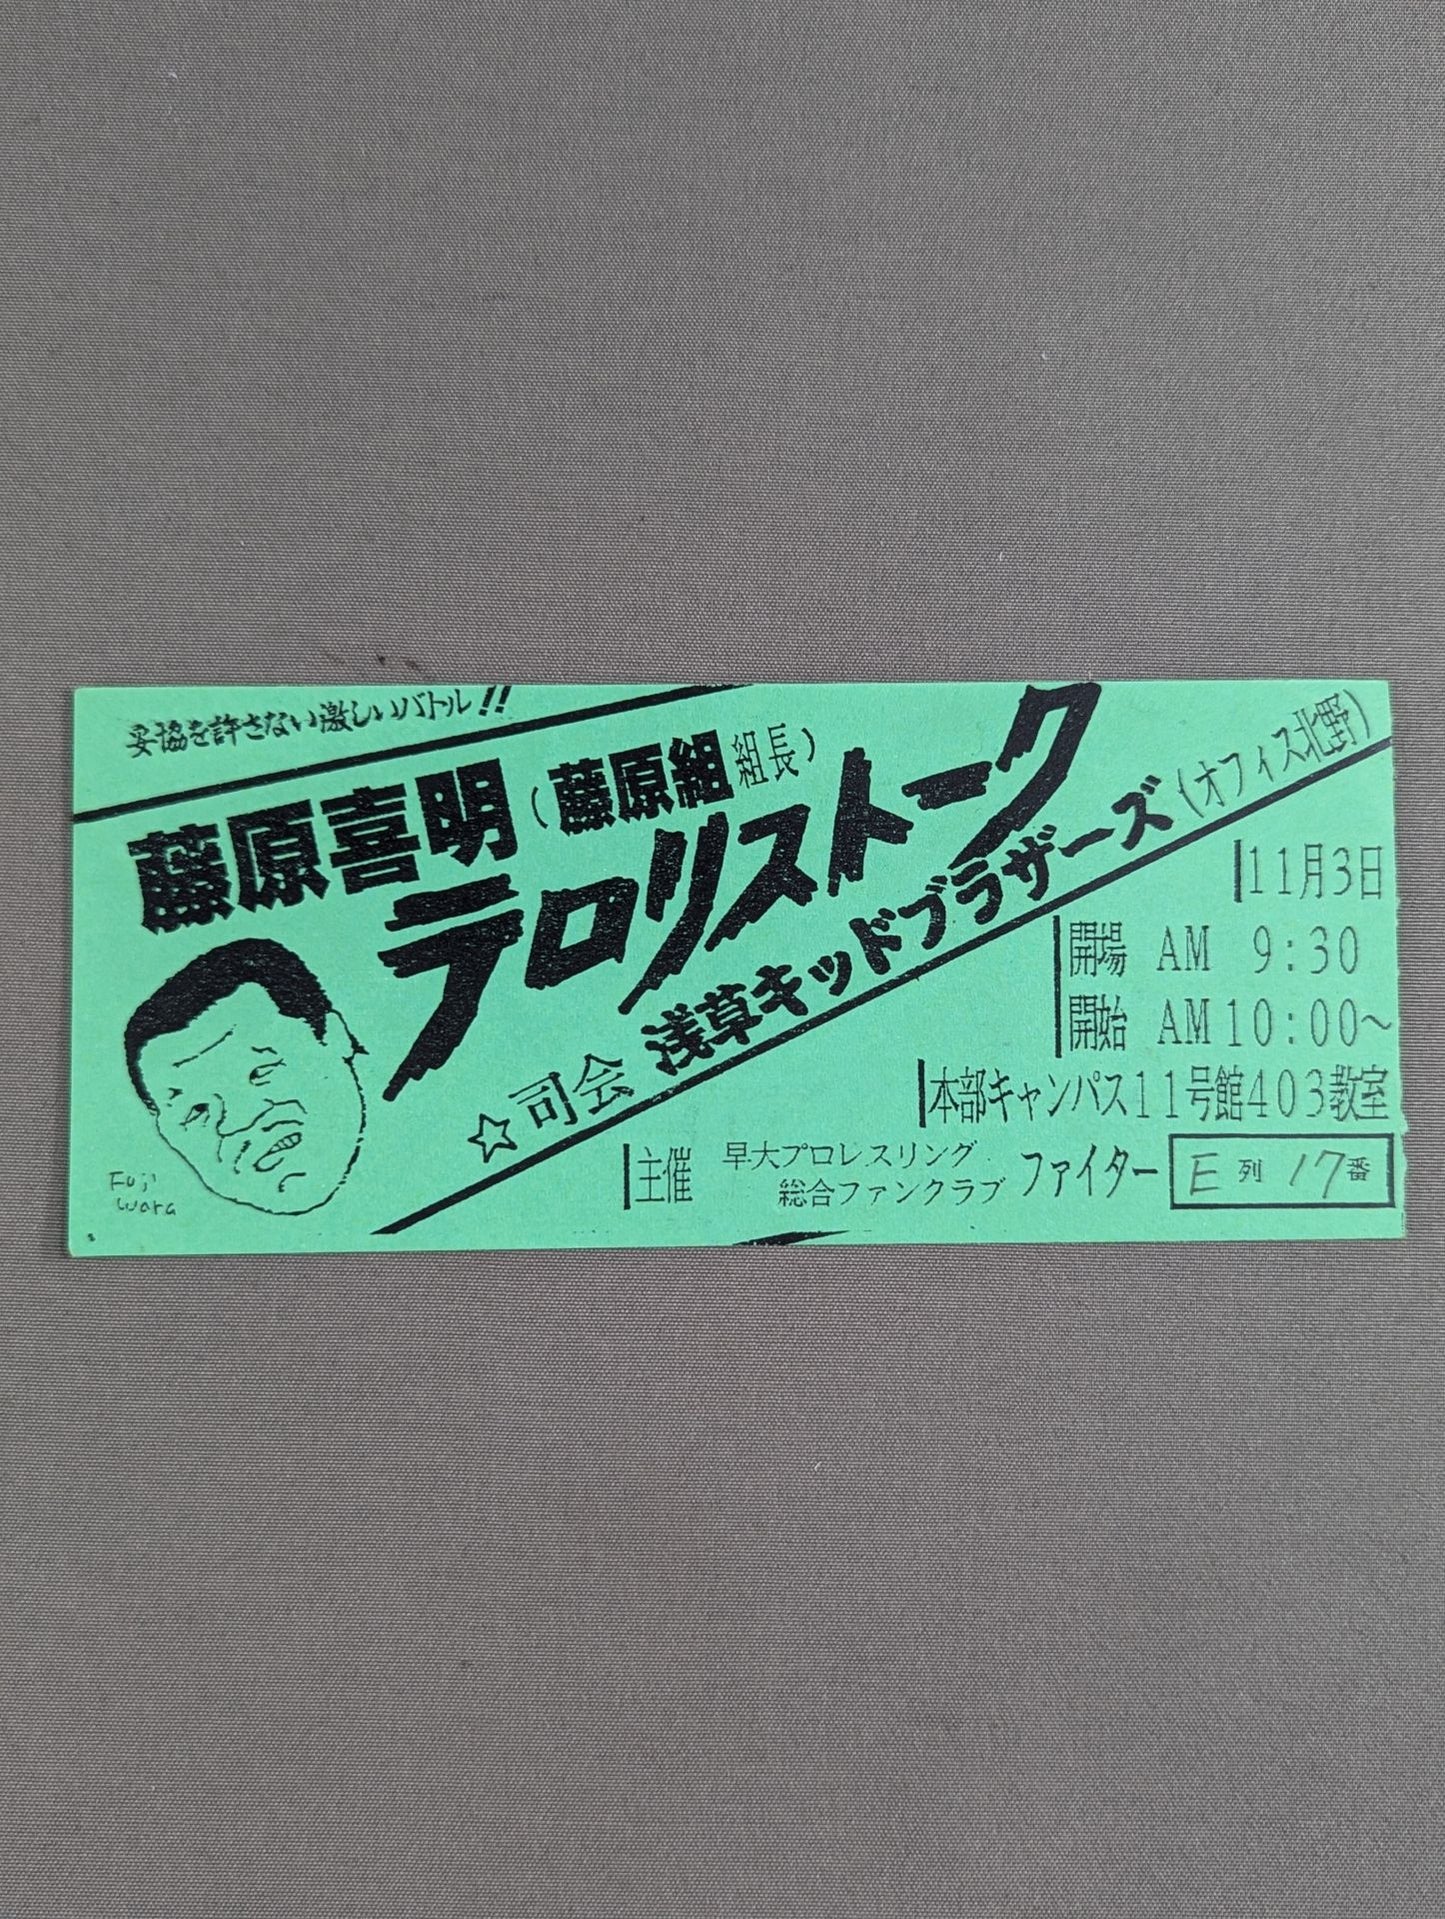 妥協を許さない激しいバトル!!
藤原喜明(藤原組組長)
テロリストーク
☆司会 浅草キッドブラザーズ(オフィス北野)
11月3日
開場 AM 9:30
開始 AM10:00~
本部キャンパス11号館403教室
主催 早大プロレスリング
総合ファンクラブ ファイター
E列 17番
Fuji
wara